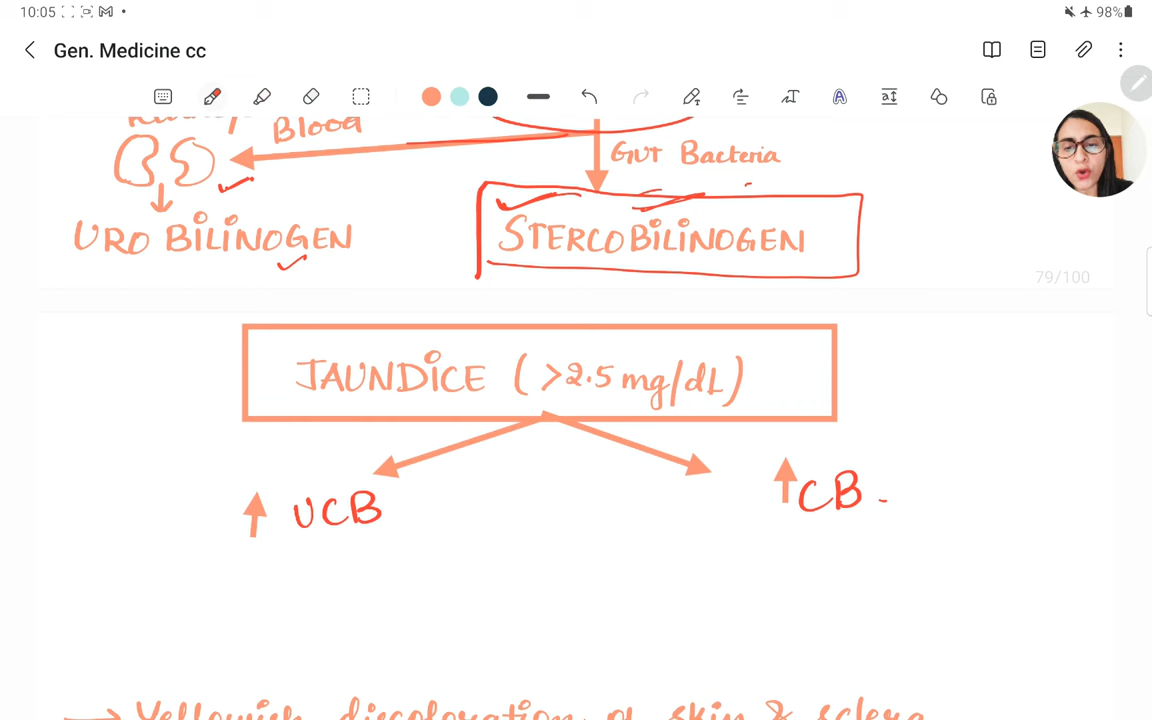 10:05
98%
Gen. Medicine cc
Blood
GUT Bacteria
URO BILINOGEN
STERCOBILINOGEN
79/100
JAUNDICE (>2.5 mg/dL)
UCB
CB
Yellowish discoloration of skin & sclera